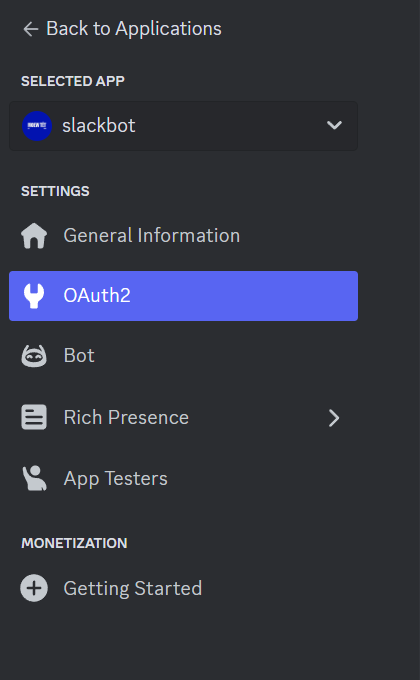 Back to Applications
SELECTED APP
slackbot
SETTINGS
General Information
OAuth2
Bot
Rich Presence
App Testers
MONETIZATION
Getting Started